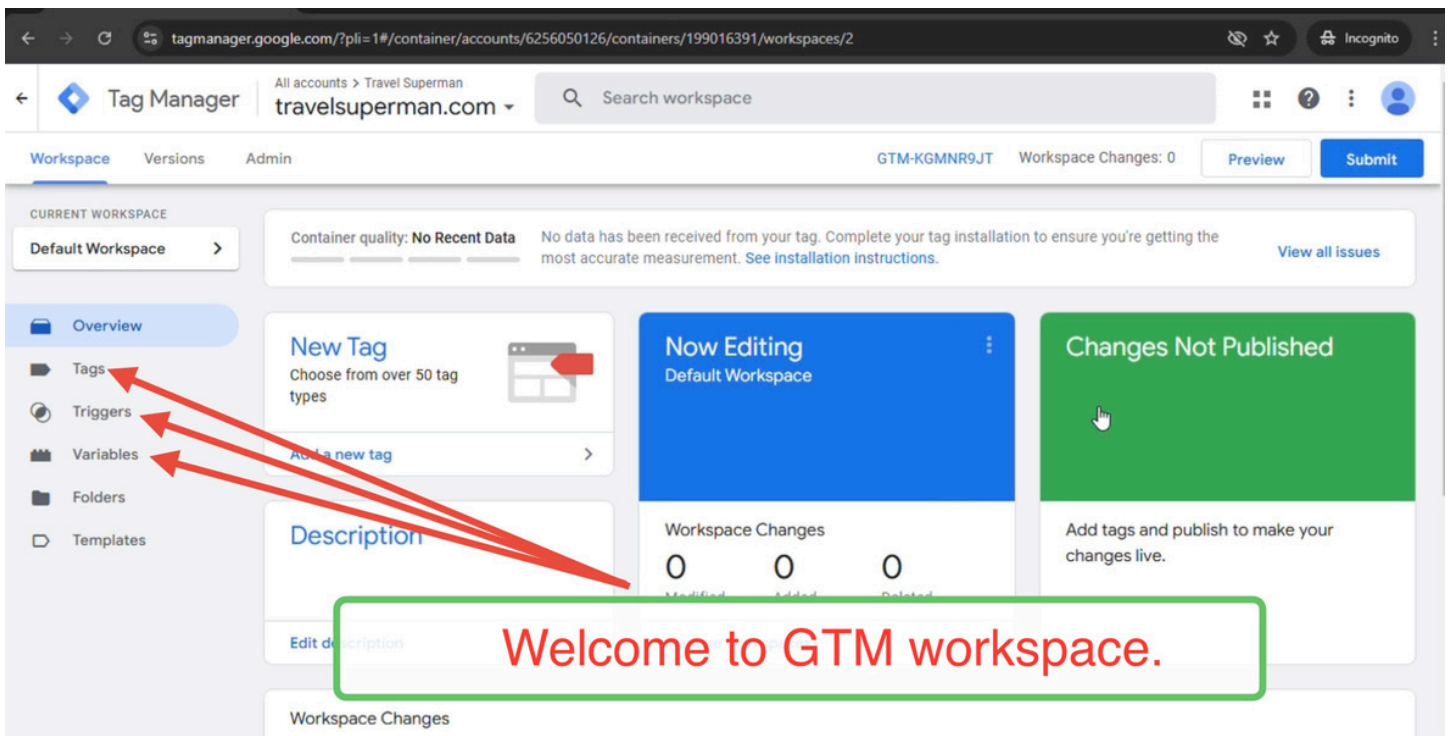 tagmanager.google.com/?pli=1#/container/accounts/6256050126/containers/199016391/workspaces/2
Incognito
Tag Manager
All accounts > Travel Superman
travelsuperman.com
Search workspace
Workspace
Versions
Admin
GTM-KGMNR9JT
Workspace Changes: 0
Preview
Submit
CURRENT WORKSPACE
Default Workspace
Container quality: No Recent Data
No data has been received from your tag. Complete your tag installation to ensure you're getting the
most accurate measurement. See installation instructions.
View all issues
Overview
Tags
Triggers
Variables
Folders
Templates
New Tag
Choose from over 50 tag
types
Add a new tag
Now Editing
Default Workspace
Changes Not Published
Description
Edit description
Workspace Changes
0 0 0
Modified Added Deleted
Add tags and publish to make your
changes live.
Welcome to GTM workspace.
Workspace Changes